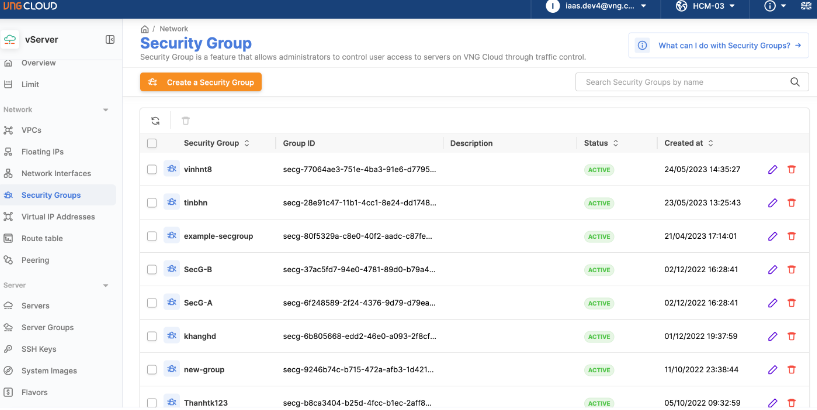 VNGCLOUD
I iaas.dev4@vng.c...
HCM-03
vServer
Overview
Limit
Network
VPCs
Floating IPs
Network Interfaces
Security Groups
Virtual IP Addresses
Route table
Peering
Server
Servers
Server Groups
SSH Keys
System Images
Flavors
/ Network
Security Group
Security Group is a feature that allows administrators to control user access to servers on VNG Cloud through traffic control.
What can I do with Security Groups? →
Create a Security Group
Search Security Groups by name
Security Group Group ID Description Status Created at
vinhnt8 secg-77064ae3-751e-4ba3-91e6-d7795... ACTIVE 24/05/2023 14:35:27
tinbhn secg-28e91c47-11b1-4cc1-8e24-dd1748... ACTIVE 23/05/2023 13:25:43
example-secgroup secg-80f5329a-c8e0-40f2-aadc-c87fe... ACTIVE 21/04/2023 17:14:01
SecG-B secg-37ac5fd7-94e0-4781-89d0-b79a4... ACTIVE 02/12/2022 16:28:41
SecG-A secg-6f248589-2f24-4376-9d79-d79ea... ACTIVE 02/12/2022 16:28:41
khanghd secg-6b805668-edd2-46e0-a093-2f8cf... ACTIVE 01/12/2022 19:37:59
new-group secg-9246b74c-b715-472a-afb3-1d421... ACTIVE 11/10/2022 23:38:44
Thanhtk123 secg-b8ca3404-b25d-4fcc-b1ec-2aff8... ACTIVE 05/10/2022 09:32:59